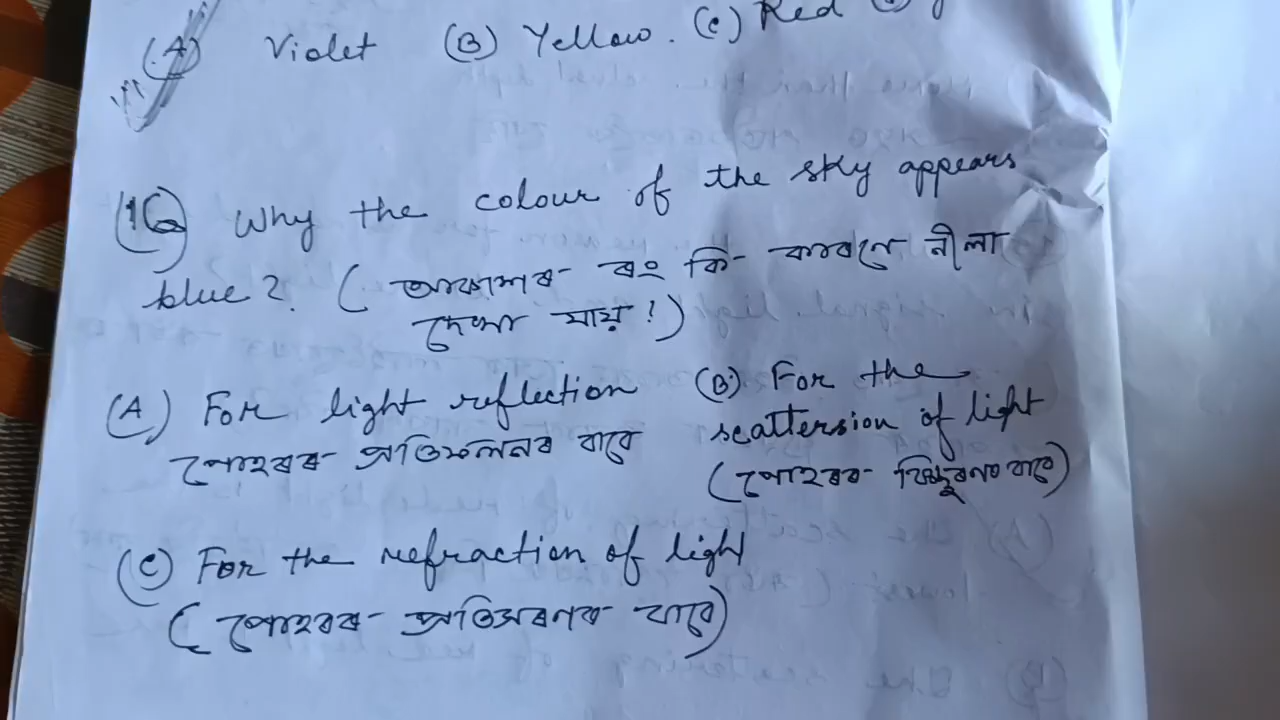 (A) Violet (B) Yellow. (C) Red
(16) Why the colour of the sky appears
blue? (আকাশৰ ৰং কি কাৰণে নীলা
দেখা যায়?)
(A) For light reflection
পোহৰৰ প্ৰতিফলনৰ বাবে
(B) For the
scattersion of light
(পোহৰৰ বিচ্ছুৰণৰ বাবে)
(C) For the refraction of light
(পোহৰৰ প্ৰতিসৰণৰ বাবে)